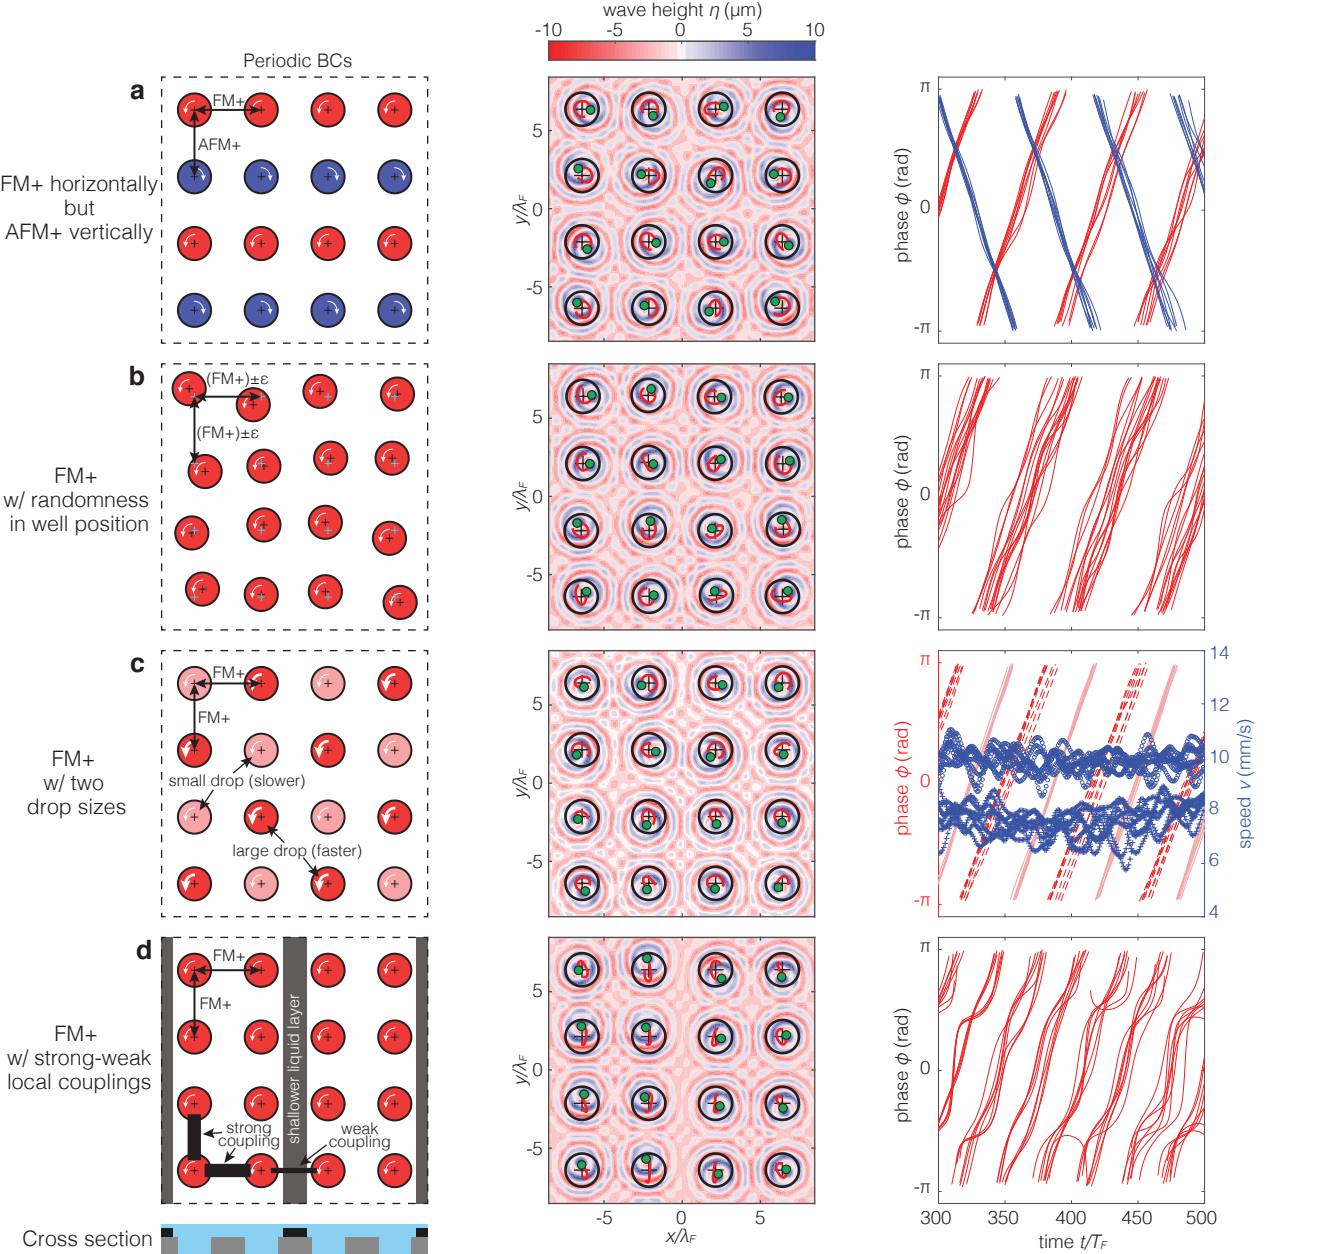 wave height η (µm)
-10
-5
0
5
10
Periodic BCs
a
FM+ horizontally
but
AFM+ vertically
FM+
AFM+
y/λF
5
0
-5
phase ϕ (rad)
π
0
-π
b
FM+
w/ randomness
in well position
(FM+)±ε
(FM+)±ε
y/λF
5
0
-5
phase ϕ (rad)
π
0
-π
c
FM+
w/ two
drop sizes
FM+
FM+
small drop (slower)
large drop (faster)
y/λF
5
0
-5
phase ϕ (rad)
π
0
-π
14
12
10
8
6
4
speed v (mm/s)
d
FM+
w/ strong-weak
local couplings
FM+
FM+
shallower liquid layer
strong
coupling
weak
coupling
y/λF
5
0
-5
-5
0
5
x/λF
phase ϕ (rad)
π
0
-π
300
350
400
450
500
time t/TF
Cross section